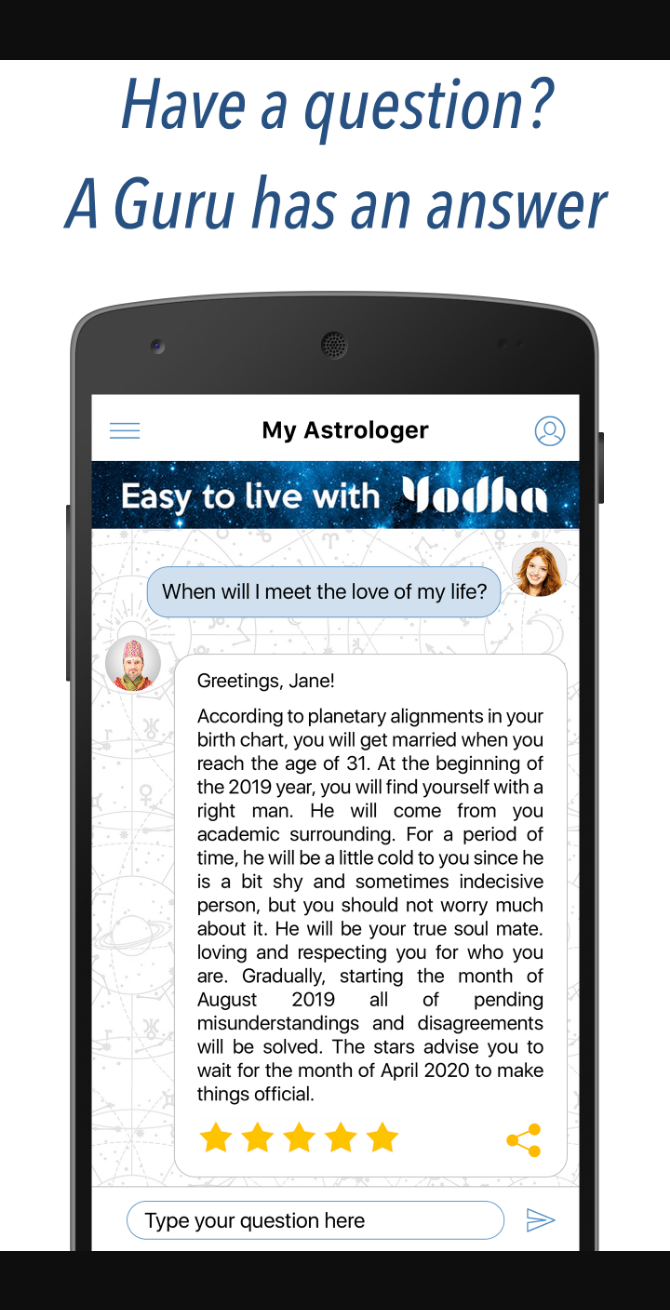 Have a question?
A Guru has an answer
My Astrologer
Easy to live with Yodha
When will I meet the love of my life?
Greetings, Jane!
According to planetary alignments in your
birth chart, you will get married when you
reach the age of 31. At the beginning of
the 2019 year, you will find yourself with a
right man. He will come from you
academic surrounding. For a period of
time, he will be a little cold to you since he
is a bit shy and sometimes indecisive
person, but you should not worry much
about it. He will be your true soul mate.
loving and respecting you for who you
are. Gradually, starting the month of
August 2019 all of pending
misunderstandings and disagreements
will be solved. The stars advise you to
wait for the month of April 2020 to make
things official.
Type your question here